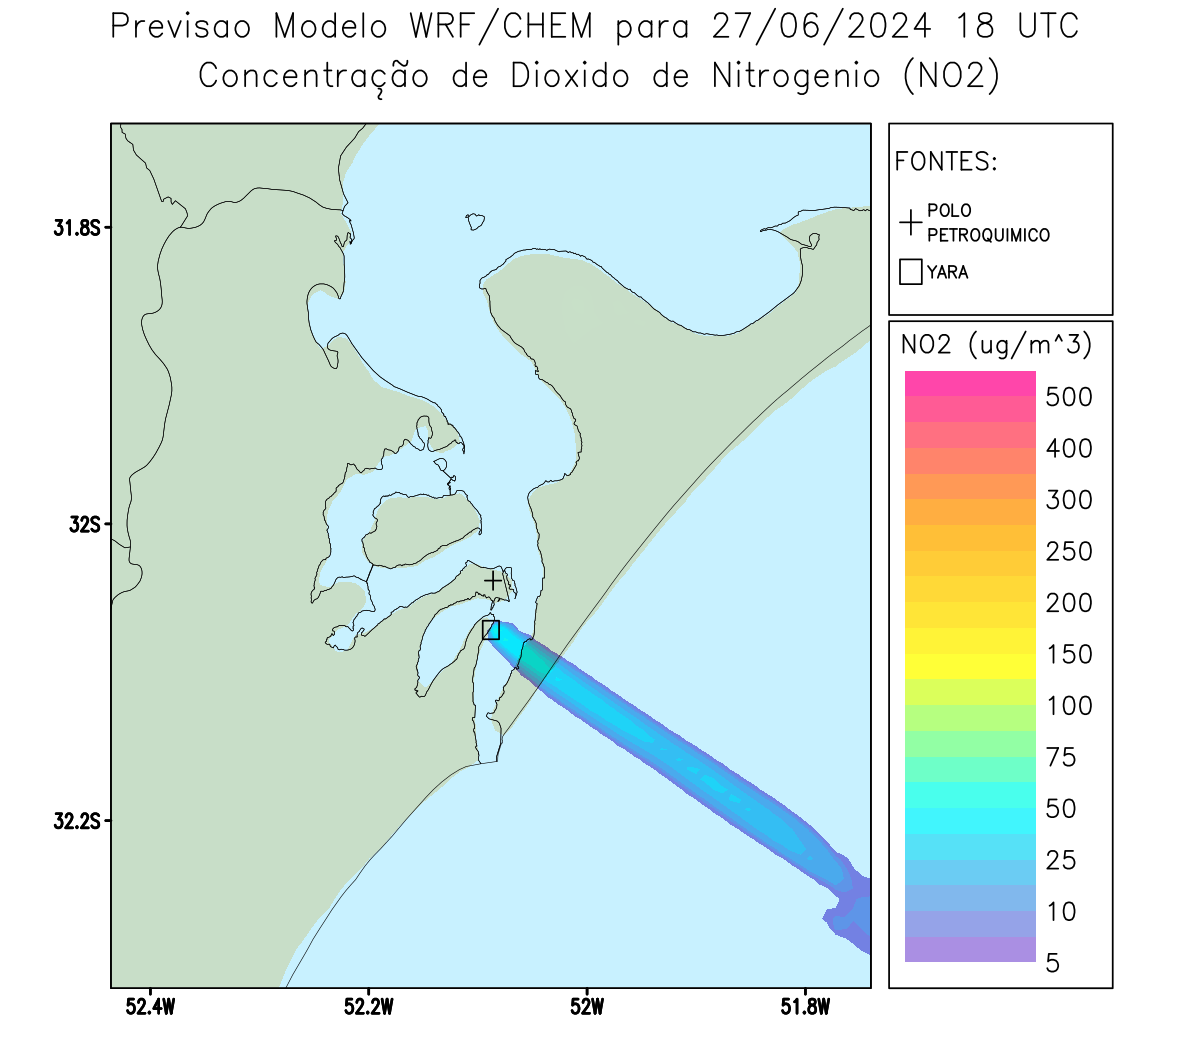 Previsao Modelo WRF/CHEM para 27/06/2024 18 UTC
Concentração de Dioxido de Nitrogenio (NO2)
FONTES:
POLO
PETROQUIMICO
YARA
NO2 (ug/m^3)
500
400
300
250
200
150
100
75
50
25
10
5
31.8S
32S
32.2S
52.4W
52.2W
52W
51.8W